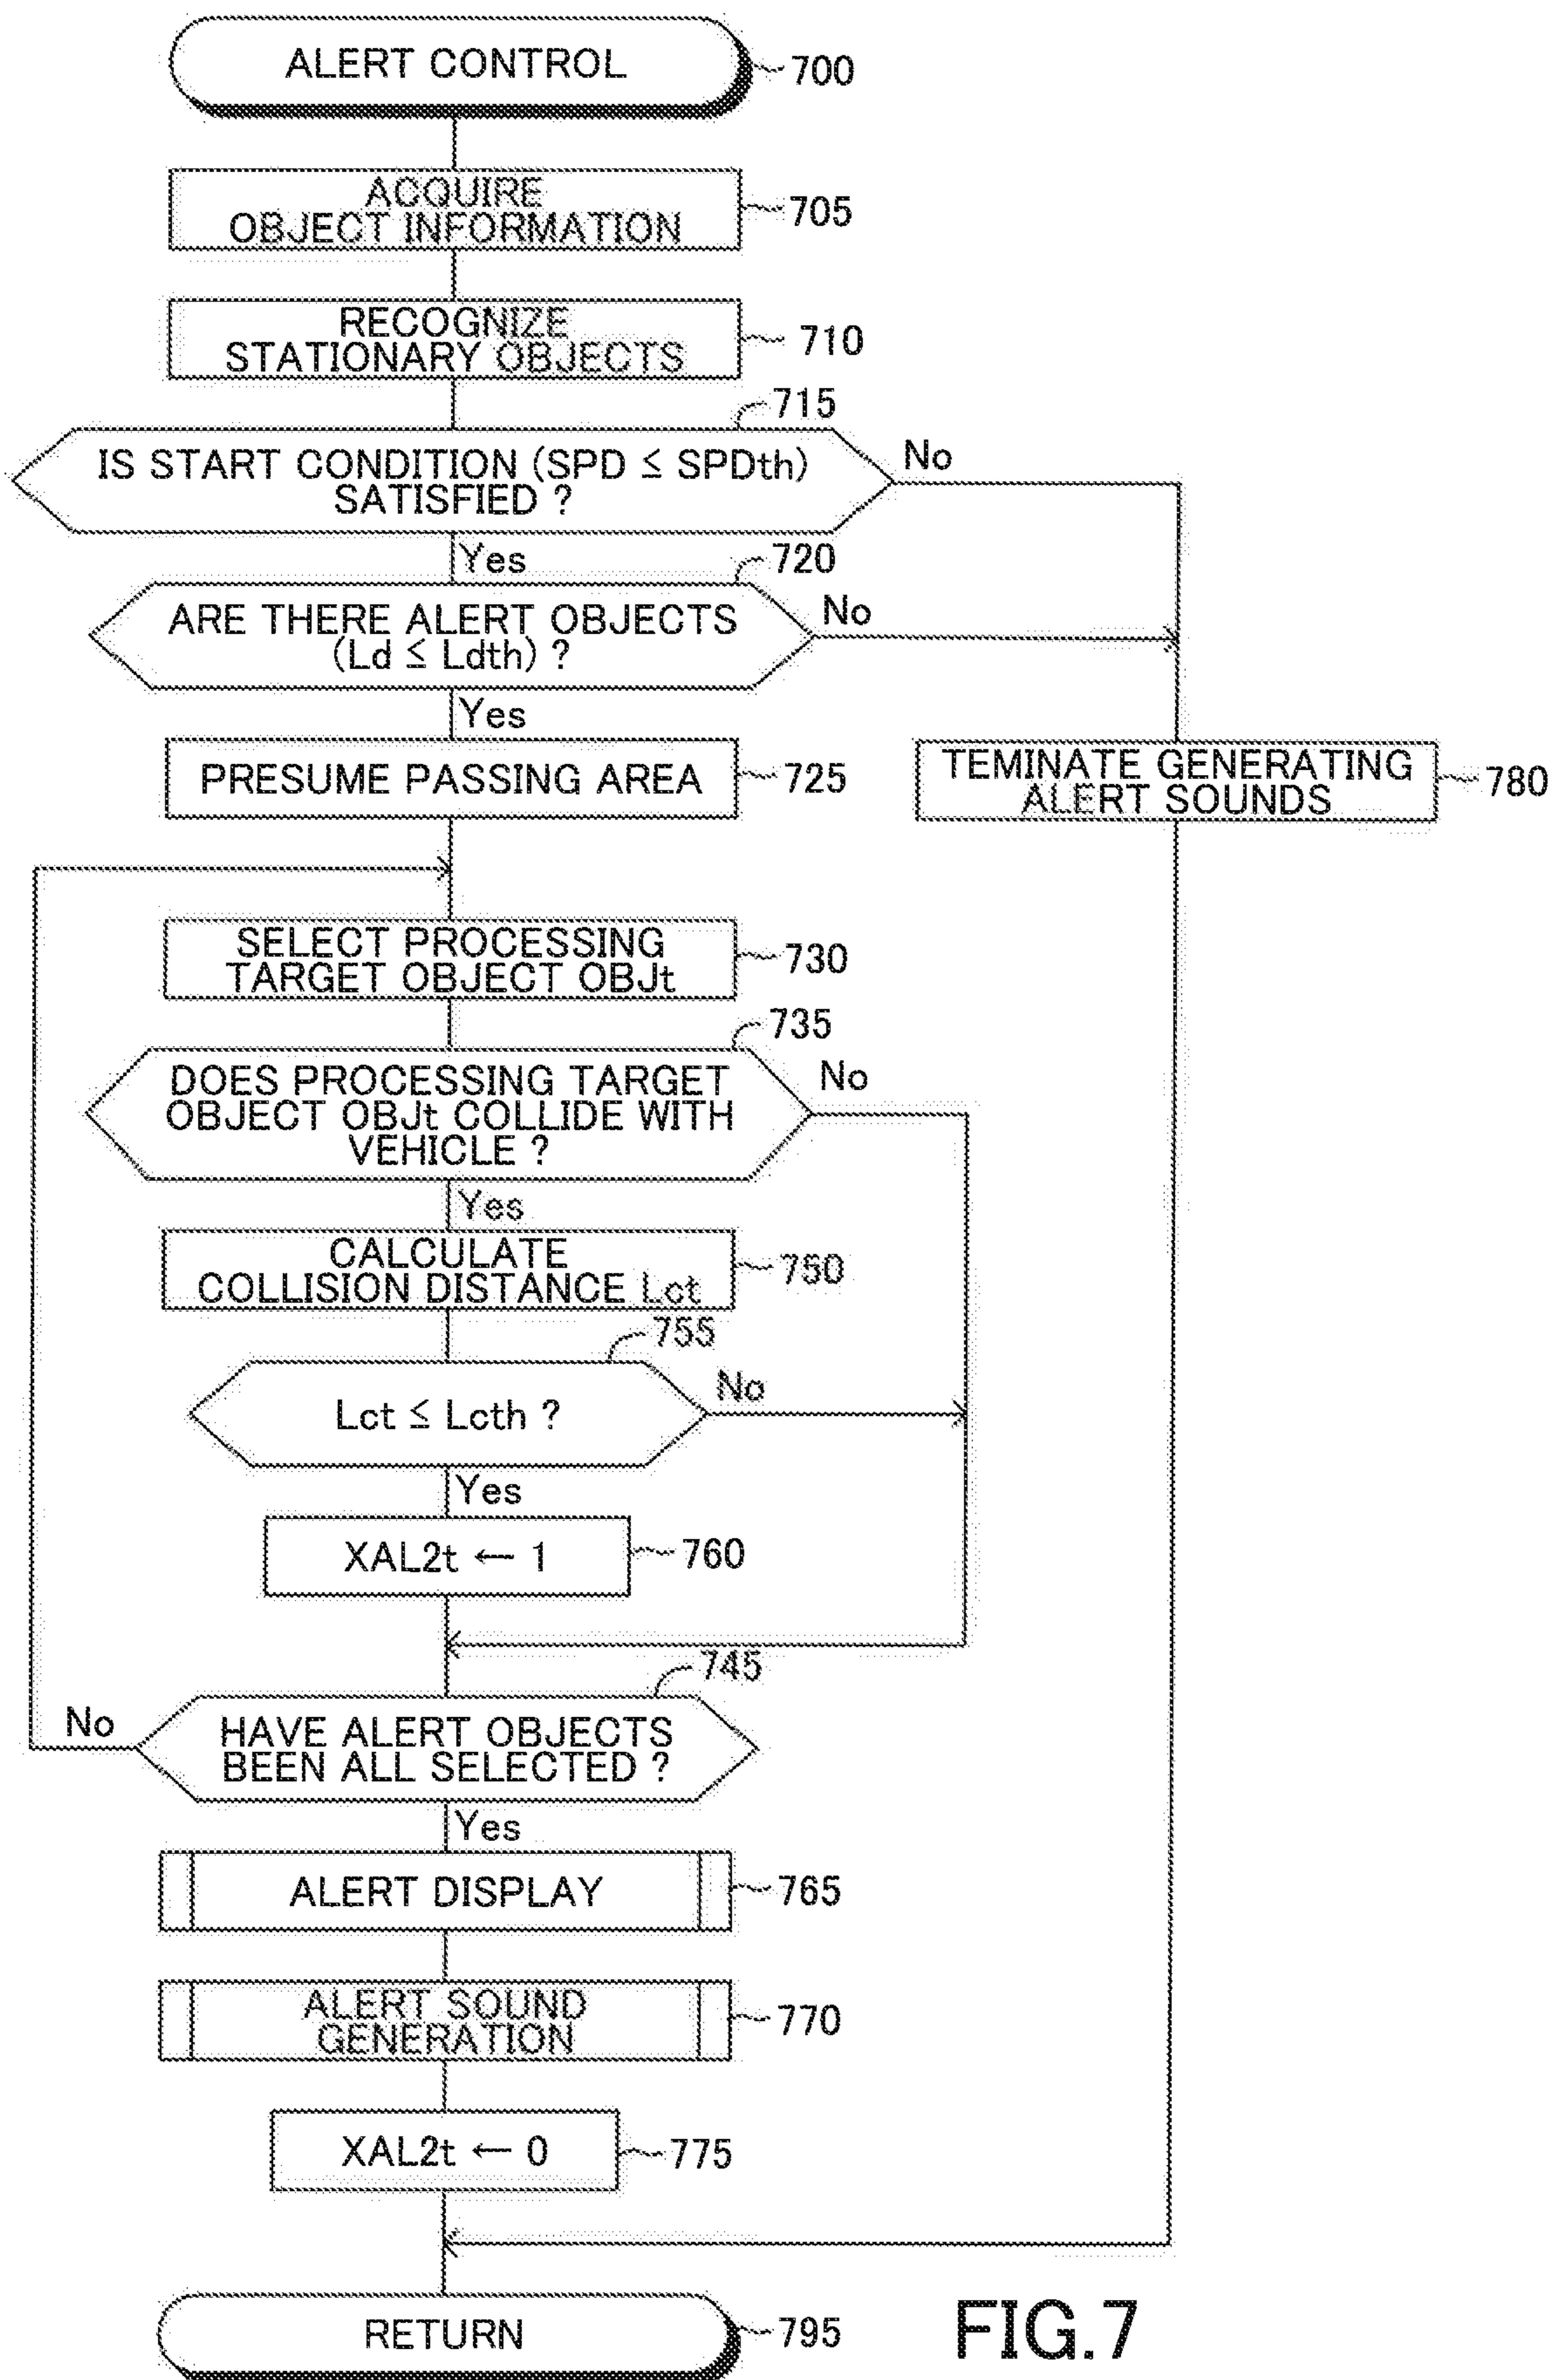 ALERT CONTROL
700
ACQUIRE
OBJECT INFORMATION
705
RECOGNIZE
STATIONARY OBJECTS
710
715
IS START CONDITION (SPD ≤ SPDth)
SATISFIED ?
No
Yes
720
ARE THERE ALERT OBJECTS
(Ld ≤ Ldth) ?
No
Yes
PRESUME PASSING AREA
725
TEMINATE GENERATING
ALERT SOUNDS
780
SELECT PROCESSING
TARGET OBJECT OBJt
730
735
DOES PROCESSING TARGET
OBJECT OBJt COLLIDE WITH
VEHICLE ?
No
Yes
CALCULATE
COLLISION DISTANCE Lct
750
755
Lct ≤ Lcth ?
No
Yes
XAL2t ← 1
760
745
HAVE ALERT OBJECTS
BEEN ALL SELECTED ?
No
Yes
ALERT DISPLAY
765
ALERT SOUND
GENERATION
770
XAL2t ← 0
775
RETURN
795
FIG.7